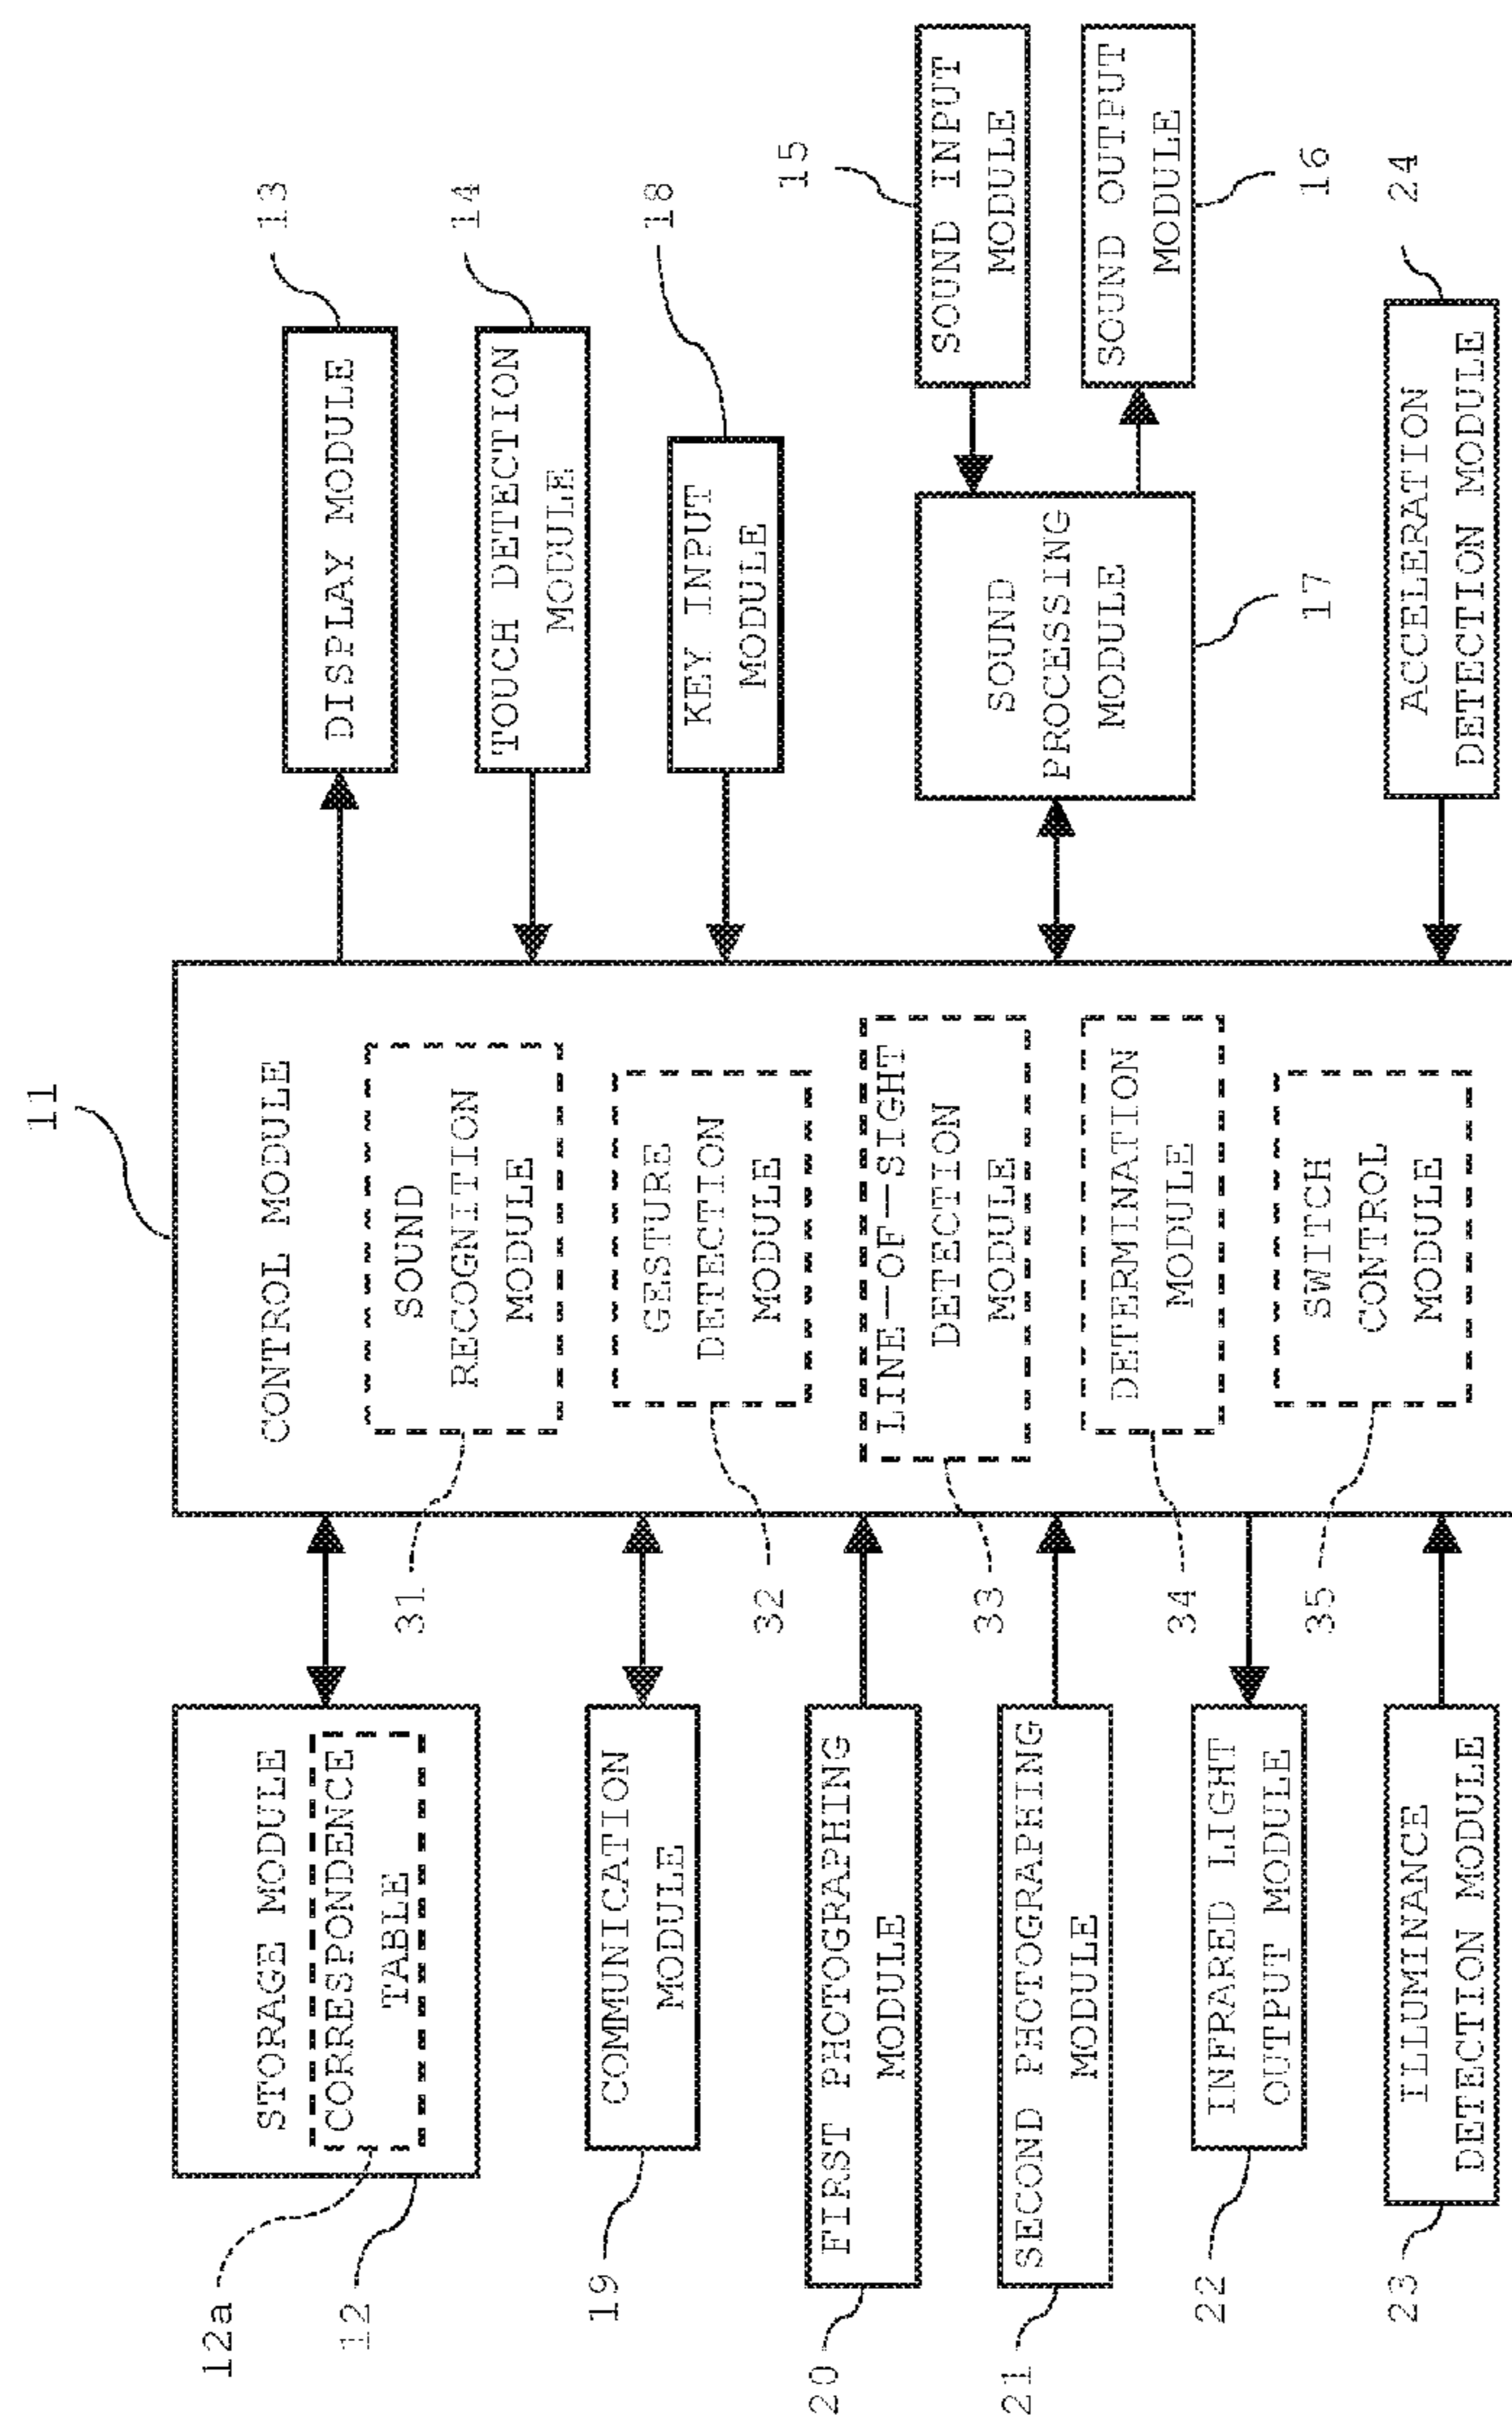 11
12a
12
STORAGE MODULE
CORRESPONDENCE
TABLE
19
COMMUNICATION
MODULE
20
FIRST PHOTOGRAPHING
MODULE
21
SECOND PHOTOGRAPHING
MODULE
22
INFRARED LIGHT
OUTPUT MODULE
23
ILLUMINANCE
DETECTION MODULE
CONTROL MODULE
31
SOUND
RECOGNITION
MODULE
32
GESTURE
DETECTION
MODULE
33
LINE-OF-SIGHT
DETECTION
MODULE
34
DETERMINATION
MODULE
35
SWITCH
CONTROL
MODULE
DISPLAY MODULE
13
TOUCH DETECTION
MODULE
14
KEY INPUT
MODULE
18
SOUND
PROCESSING
MODULE
17
15
SOUND INPUT
MODULE
SOUND OUTPUT
MODULE
16
ACCELERATION
DETECTION MODULE
24